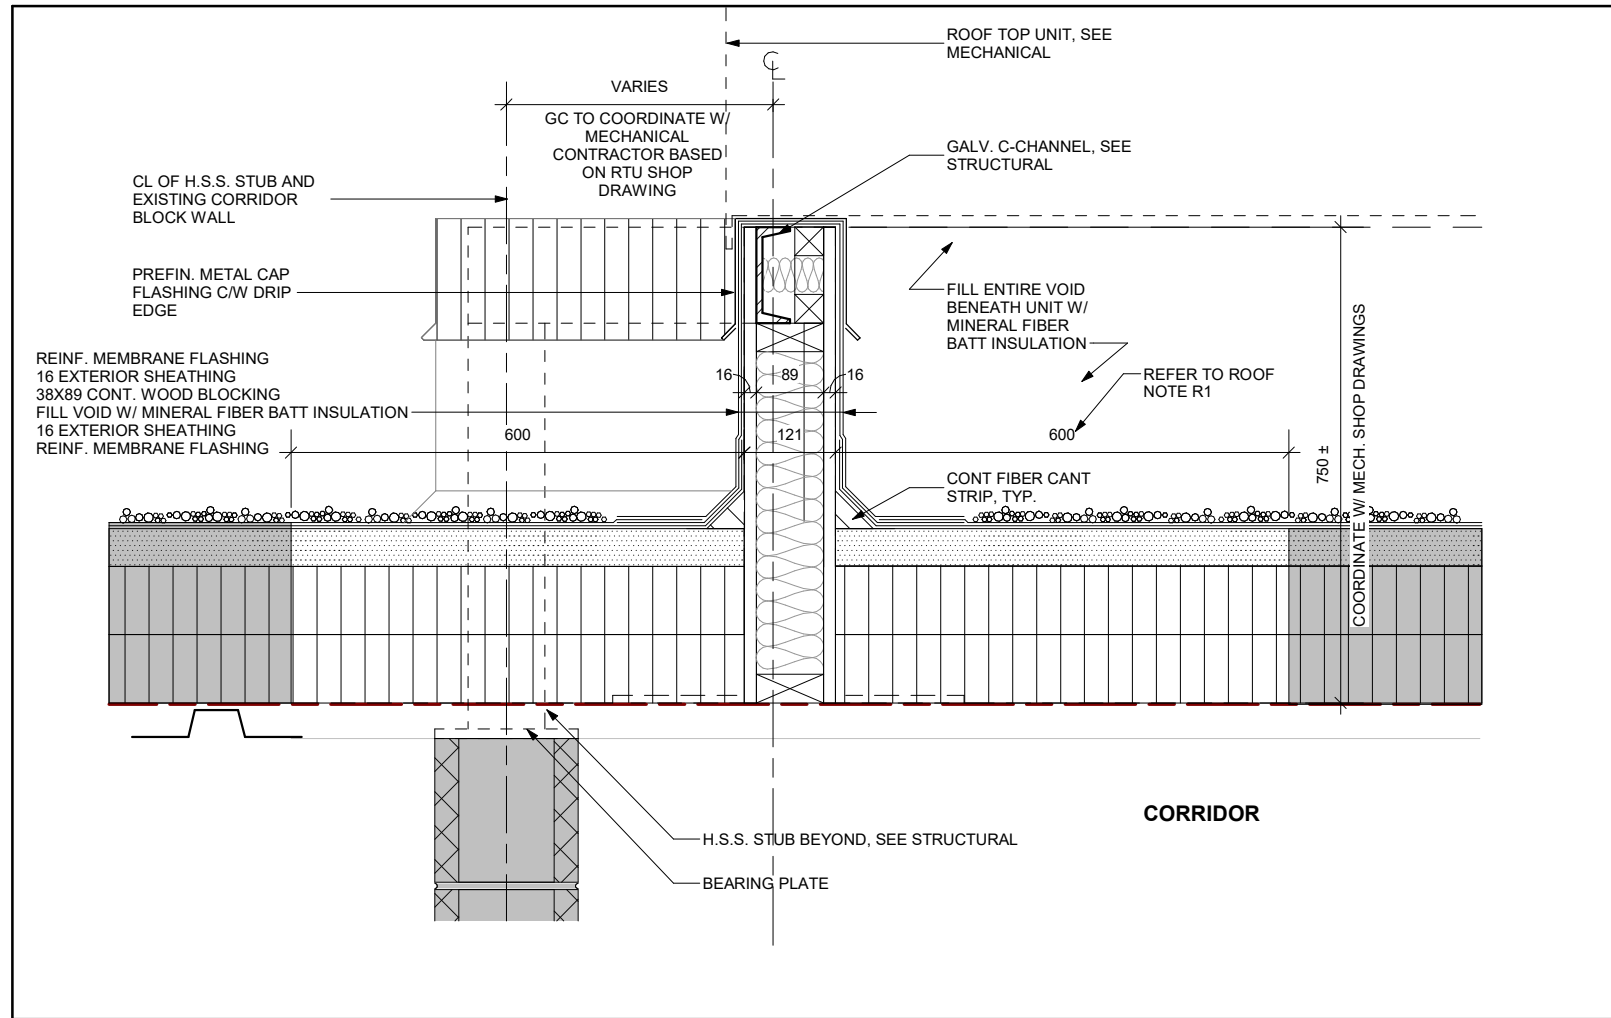 ROOF TOP UNIT, SEE
MECHANICAL
CL
VARIES
GC TO COORDINATE W/
MECHANICAL
CONTRACTOR BASED
ON RTU SHOP
DRAWING
GALV. C-CHANNEL, SEE
STRUCTURAL
CL OF H.S.S. STUB AND
EXISTING CORRIDOR
BLOCK WALL
PREFIN. METAL CAP
FLASHING C/W DRIP
EDGE
FILL ENTIRE VOID
BENEATH UNIT W/
MINERAL FIBER
BATT INSULATION
REINF. MEMBRANE FLASHING
16 EXTERIOR SHEATHING
38X89 CONT. WOOD BLOCKING
FILL VOID W/ MINERAL FIBER BATT INSULATION
16 EXTERIOR SHEATHING
REINF. MEMBRANE FLASHING
16
89
16
REFER TO ROOF
NOTE R1
600
121
600
750 ±
COORDINATE W/ MECH. SHOP DRAWINGS
CONT FIBER CANT
STRIP, TYP.
CORRIDOR
H.S.S. STUB BEYOND, SEE STRUCTURAL
BEARING PLATE